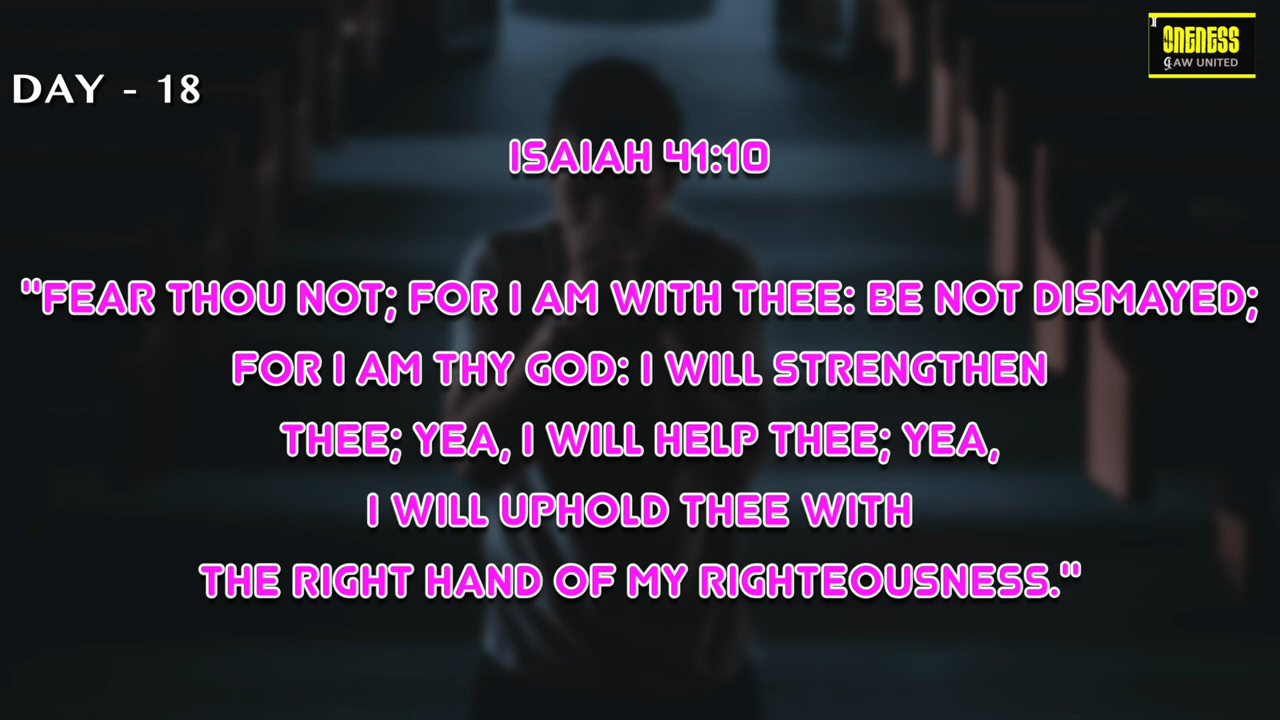 ONENESS
GAW UNITED
DAY - 18
ISAIAH 41:10
"FEAR THOU NOT; FOR I AM WITH THEE: BE NOT DISMAYED;
FOR I AM THY GOD: I WILL STRENGTHEN
THEE; YEA, I WILL HELP THEE; YEA,
I WILL UPHOLD THEE WITH
THE RIGHT HAND OF MY RIGHTEOUSNESS."